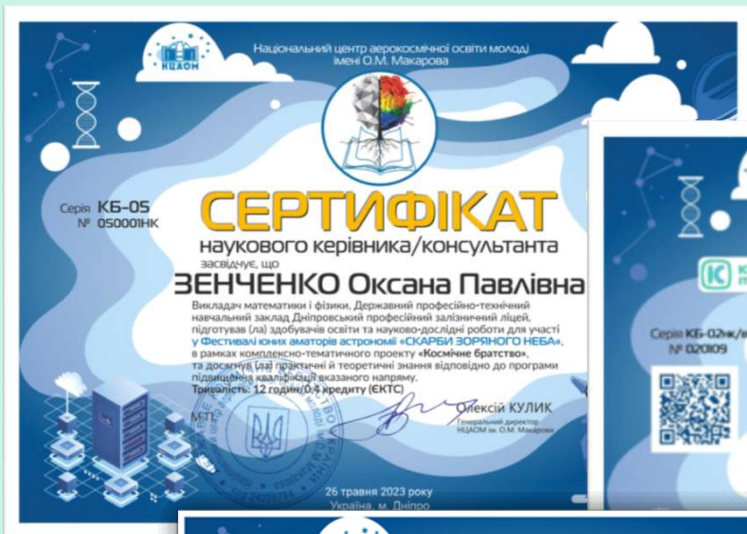 НЦАОМ
Національний центр аерокосмічної освіти молоді
імені О.М. Макарова
Серія КБ-05
№ 050001НК
СЕРТИФІКАТ
наукового керівника/консультанта
засвідчує, що
ЗЕНЧЕНКО Оксана Павлівна
Викладач математики і фізики, Державний професійно-технічний
навчальний заклад Дніпровський професійний залізничний ліцей,
підготував (ла) здобувачів освіти та науково-дослідні роботи для участі
у Фестивалі юних аматорів астрономії «СКАРБИ ЗОРЯНОГО НЕБА»,
в рамках комплексно-тематичного проекту «Космічне братство»,
та досягнув (ла) практичні й теоретичні знання відповідно до програми
підвищення кваліфікації вказаного напряму.
Тривалість: 12 годин/0,4 кредиту (ЄКТС)
М.П.
Олексій КУЛИК
Генеральний директор
НЦАОМ ім. О.М. Макарова
26 травня 2023 року
Україна, м. Дніпро
Серія КБ-02нк/
№ 020109